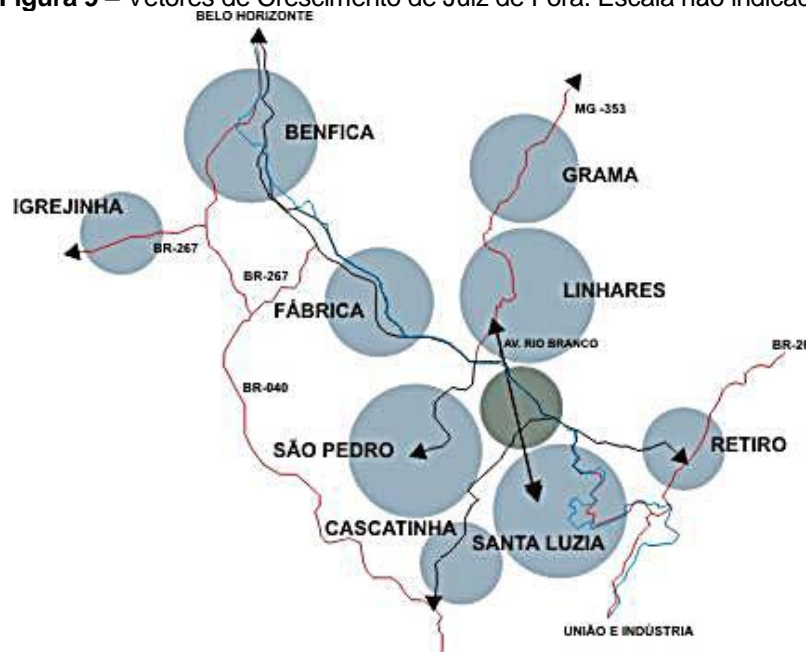 Figura 9 – Vetores de Crescimento de Juiz de Fora. Escala não indicad
BELO HORIZONTE
MG -353
BENFICA
GRAMA
IGREJINHA
BR-267
BR-267
LINHARES
FÁBRICA
AV. RIO BRANCO
BR-26
BR-040
RETIRO
SÃO PEDRO
CASCATINHA
SANTA LUZIA
UNIÃO E INDÚSTRIA